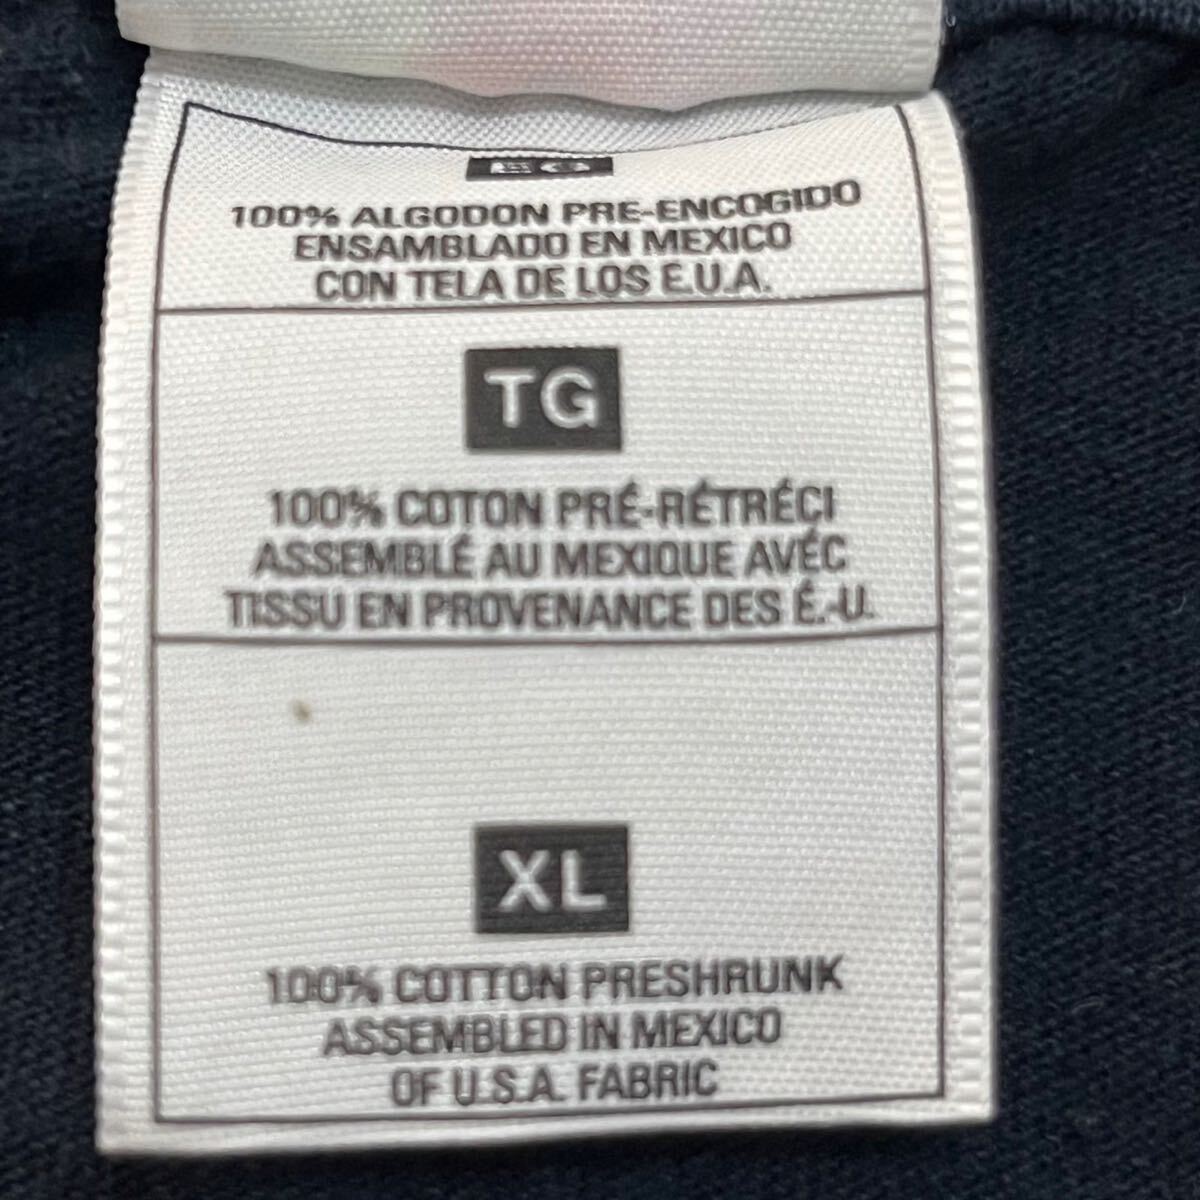 100% ALGODON PRE-ENCOGIDO
ENSAMBLADO EN MEXICO
CON TELA DE LOS E.U.A.
TG
100% COTON PRÉ-RÉTRÉCI
ASSEMBLÉ AU MEXIQUE AVÉC
TISSU EN PROVENANCE DES É.-U.
XL
100% COTTON PRESHRUNK
ASSEMBLED IN MEXICO
OF U.S.A. FABRIC